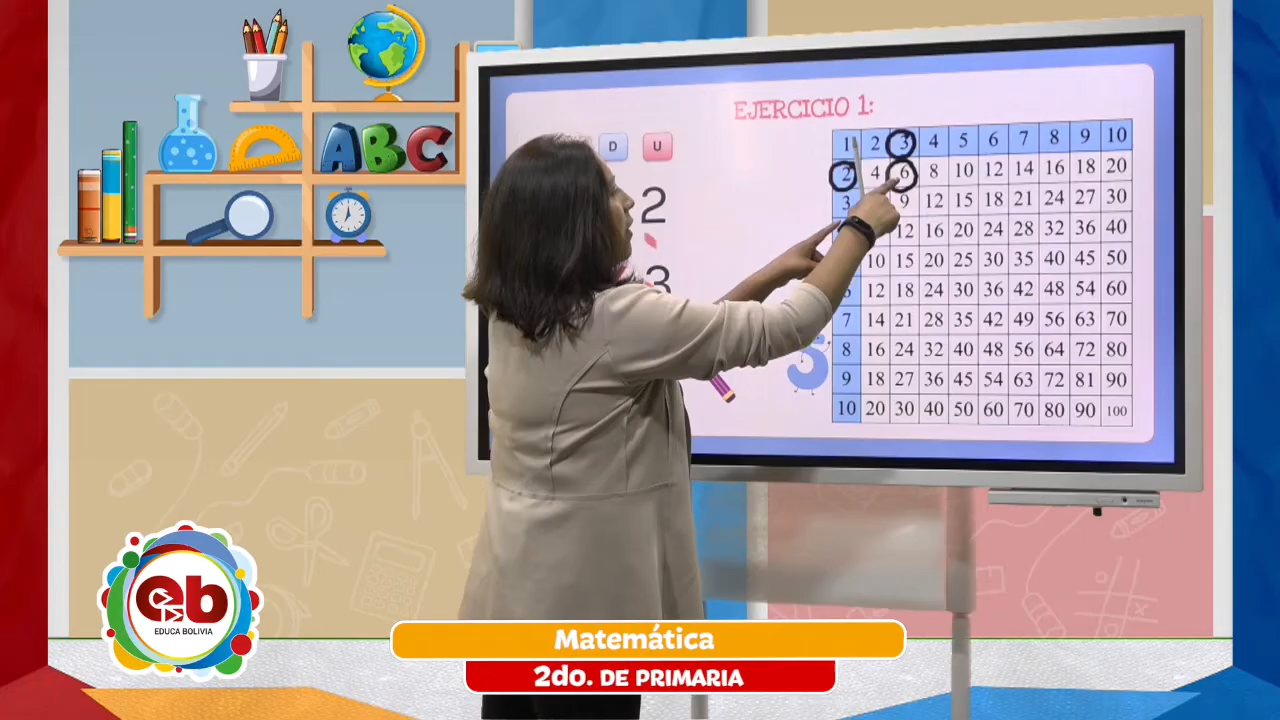 ABC
EJERCICIO 1:
D U
2
3
1 2 3 4 5 6 7 8 9 10
2 4 6 8 10 12 14 16 18 20
3 9 12 15 18 21 24 27 30
12 16 20 24 28 32 36 40
10 15 20 25 30 35 40 45 50
6 12 18 24 30 36 42 48 54 60
7 14 21 28 35 42 49 56 63 70
8 16 24 32 40 48 56 64 72 80
9 18 27 36 45 54 63 72 81 90
10 20 30 40 50 60 70 80 90 100
eb
EDUCA BOLIVIA
Matemática
2do. DE PRIMARIA